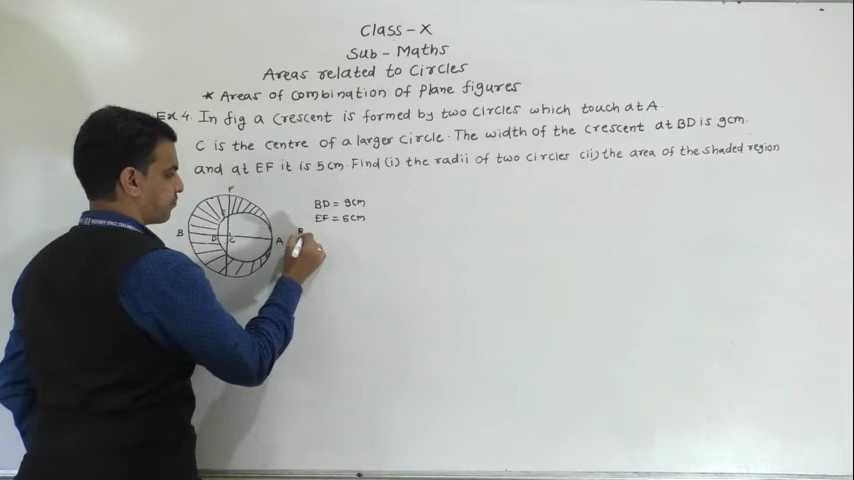 Class-X
Sub-Maths
Areas related to Circles
* Areas of combination of plane figures
Ex 4. In fig a crescent is formed by two circles which touch at A.
C is the centre of a larger circle. The width of the crescent at BD is 9cm.
and at EF it is 5cm. Find (i) the radii of two circles (ii) the area of the shaded region
F
E
B D C A
BD = 9cm
EF = 5cm